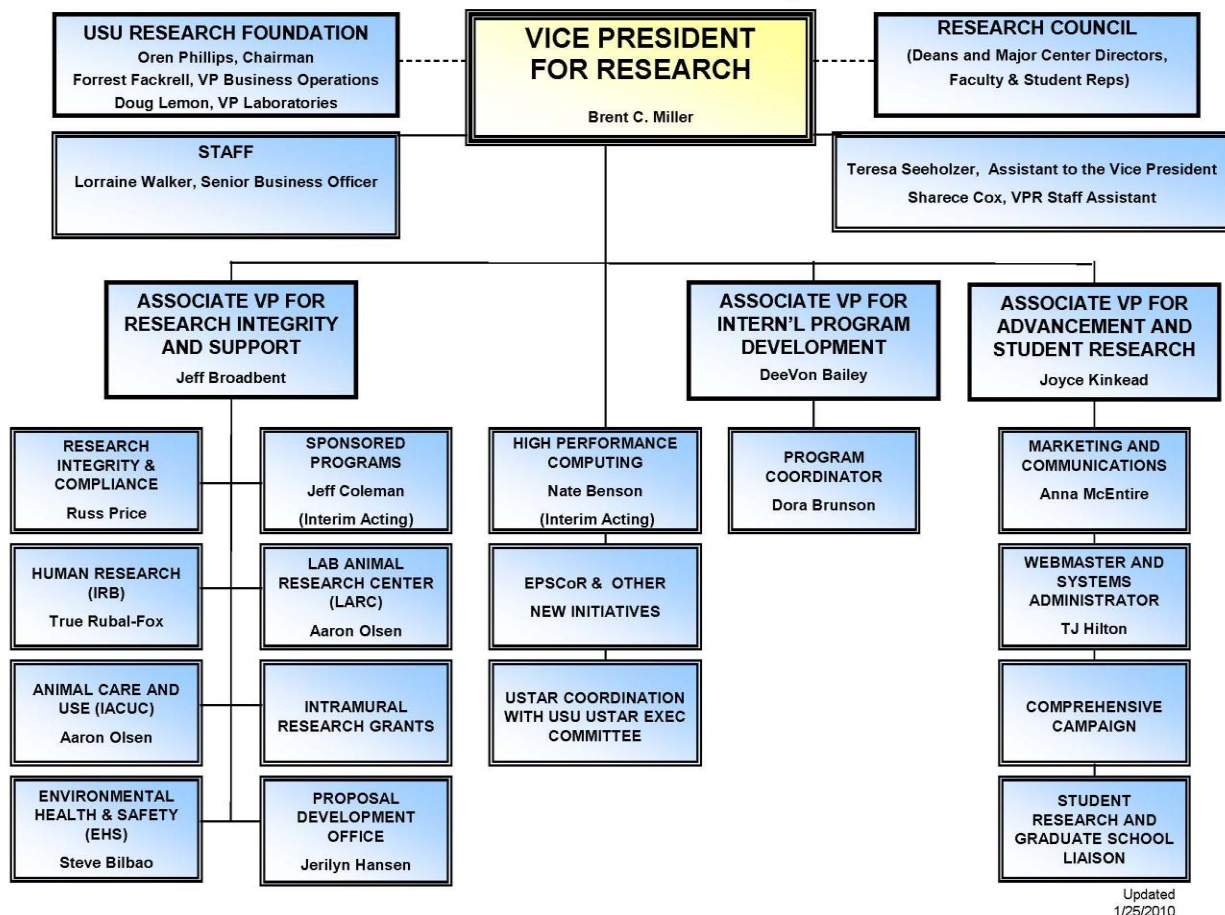 USU RESEARCH FOUNDATION
Oren Phillips, Chairman
Forrest Fackrell, VP Business Operations
Doug Lemon, VP Laboratories
VICE PRESIDENT
FOR RESEARCH
Brent C. Miller
RESEARCH COUNCIL
(Deans and Major Center Directors,
Faculty & Student Reps)
STAFF
Lorraine Walker, Senior Business Officer
Teresa Seeholzer, Assistant to the Vice President
Sharece Cox, VPR Staff Assistant
ASSOCIATE VP FOR
RESEARCH INTEGRITY
AND SUPPORT
Jeff Broadbent
ASSOCIATE VP FOR
INTERN'L PROGRAM
DEVELOPMENT
DeeVon Bailey
ASSOCIATE VP FOR
ADVANCEMENT AND
STUDENT RESEARCH
Joyce Kinkead
RESEARCH
INTEGRITY &
COMPLIANCE
Russ Price
SPONSORED
PROGRAMS
Jeff Coleman
(Interim Acting)
HIGH PERFORMANCE
COMPUTING
Nate Benson
(Interim Acting)
PROGRAM
COORDINATOR
Dora Brunson
MARKETING AND
COMMUNICATIONS
Anna McEntire
HUMAN RESEARCH
(IRB)
True Rubal-Fox
LAB ANIMAL
RESEARCH CENTER
(LARC)
Aaron Olsen
EPSCoR & OTHER
NEW INITIATIVES
WEBMASTER AND
SYSTEMS
ADMINISTRATOR
TJ Hilton
ANIMAL CARE AND
USE (IACUC)
Aaron Olsen
INTRAMURAL
RESEARCH GRANTS
USTAR COORDINATION
WITH USU USTAR EXEC
COMMITTEE
COMPREHENSIVE
CAMPAIGN
ENVIRONMENTAL
HEALTH & SAFETY
(EHS)
Steve Bilbao
PROPOSAL
DEVELOPMENT
OFFICE
Jerilyn Hansen
STUDENT
RESEARCH AND
GRADUATE SCHOOL
LIAISON
Updated
1/25/2010